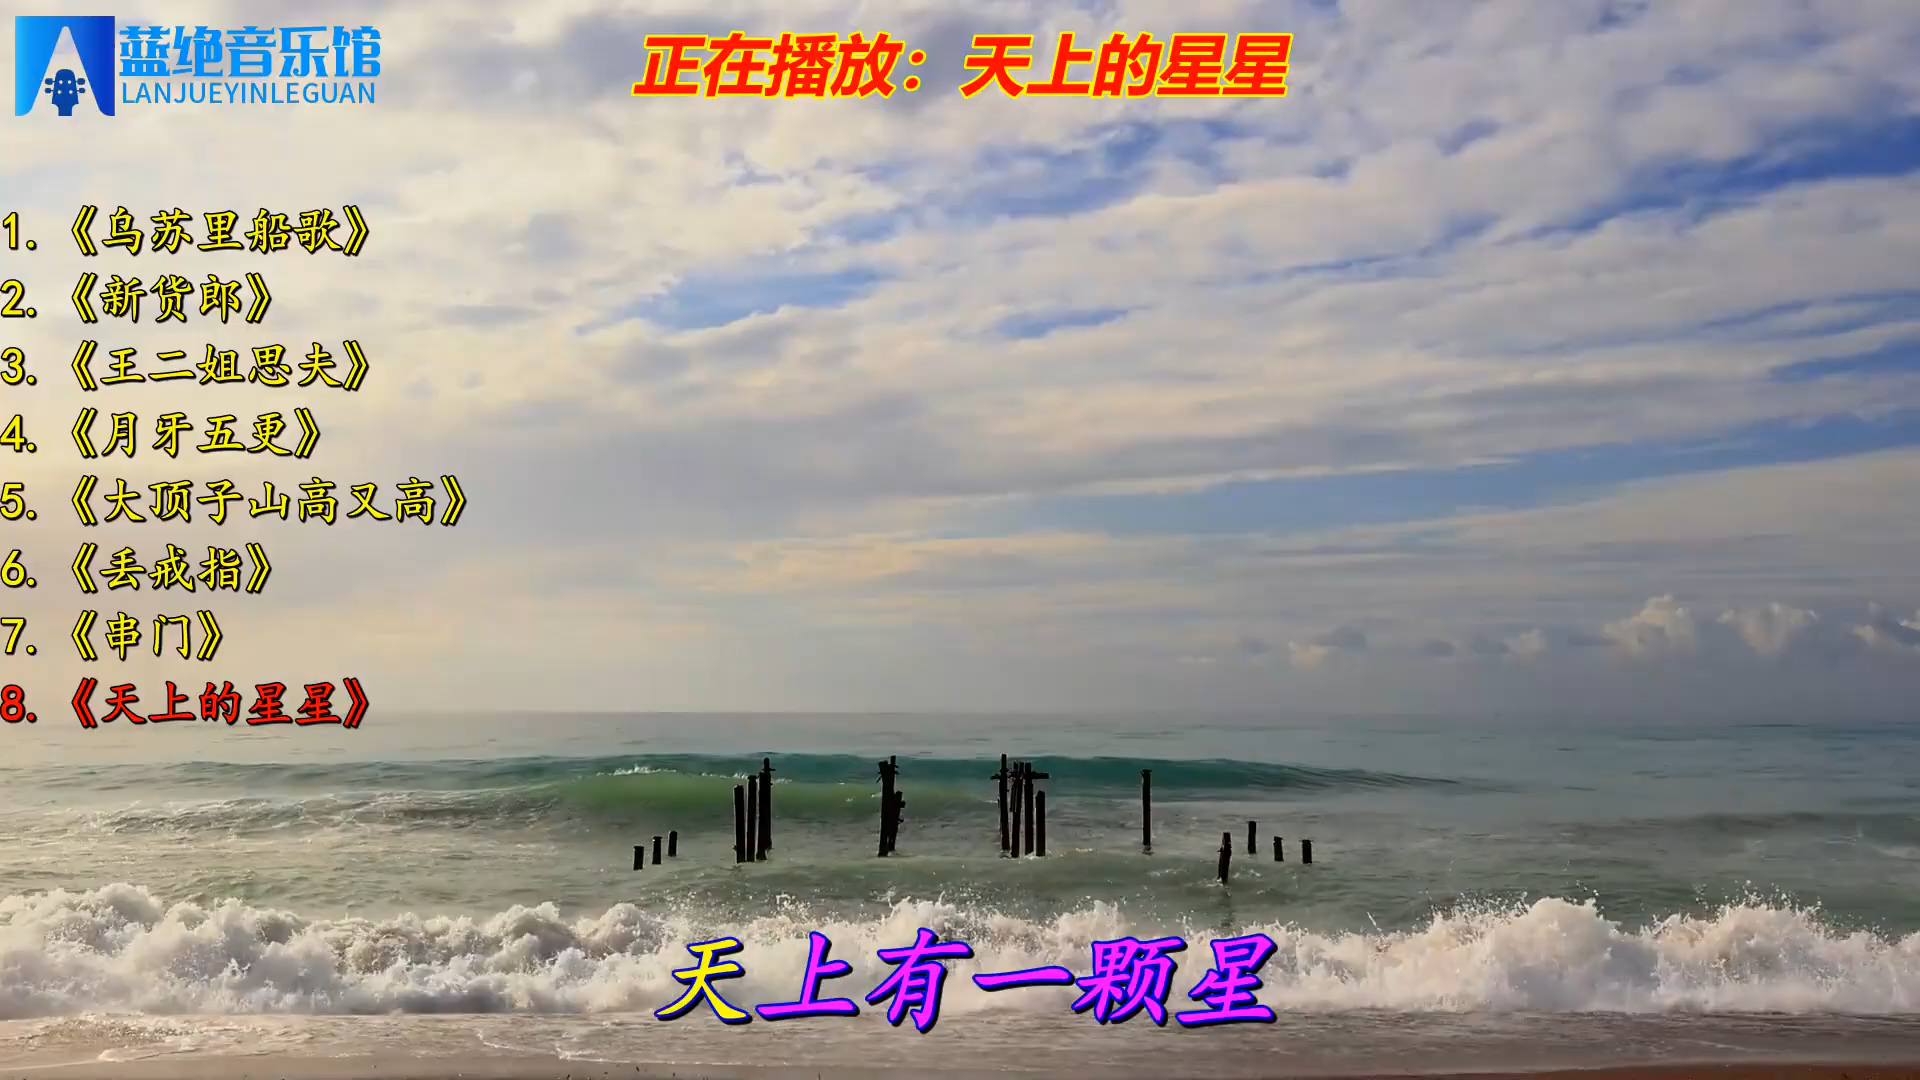 蓝绝音乐馆
LANJUEYINLEGUAN
正在播放：天上的星星
1.《乌苏里船歌》
2.《新货郎》
3.《王二姐思夫》
4.《月牙五更》
5.《大顶子山高又高》
6.《丢戒指》
7.《串门》
8.《天上的星星》
天上有一颗星